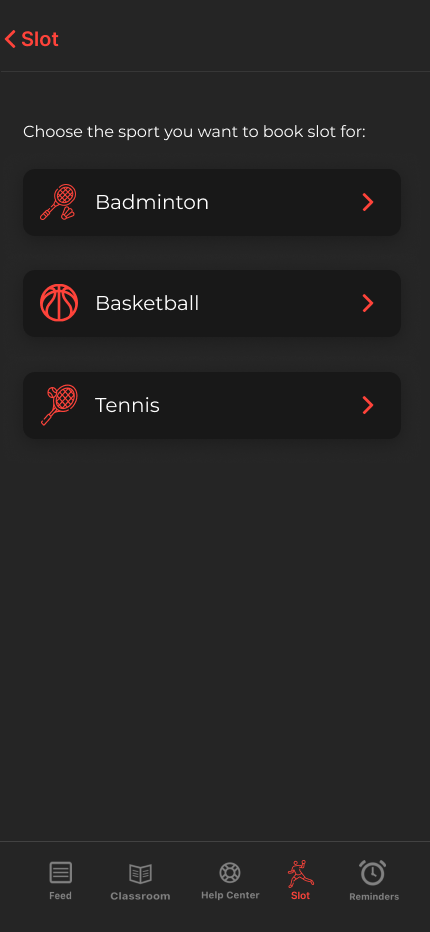 Slot
Choose the sport you want to book slot for:
Badminton
Basketball
Tennis
Feed
Classroom
Help Center
Slot
Reminders